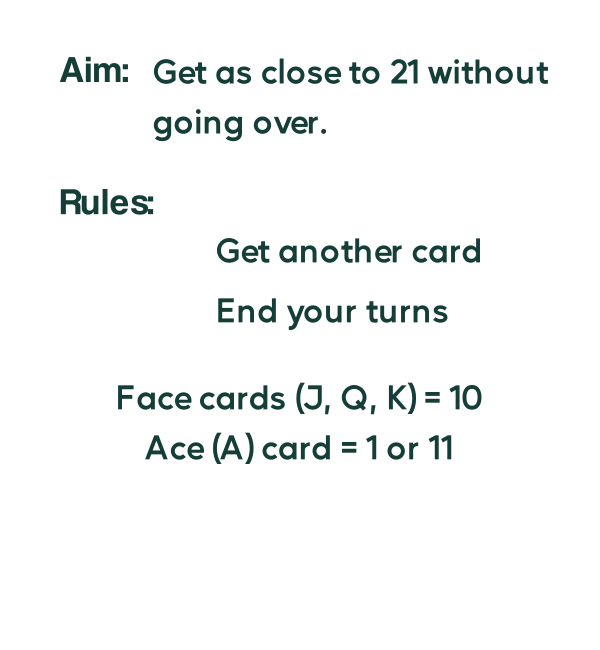 Aim: Get as close to 21 without
going over.
Rules:
Get another card
End your turns
Face cards (J, Q, K) = 10
Ace (A) card = 1 or 11